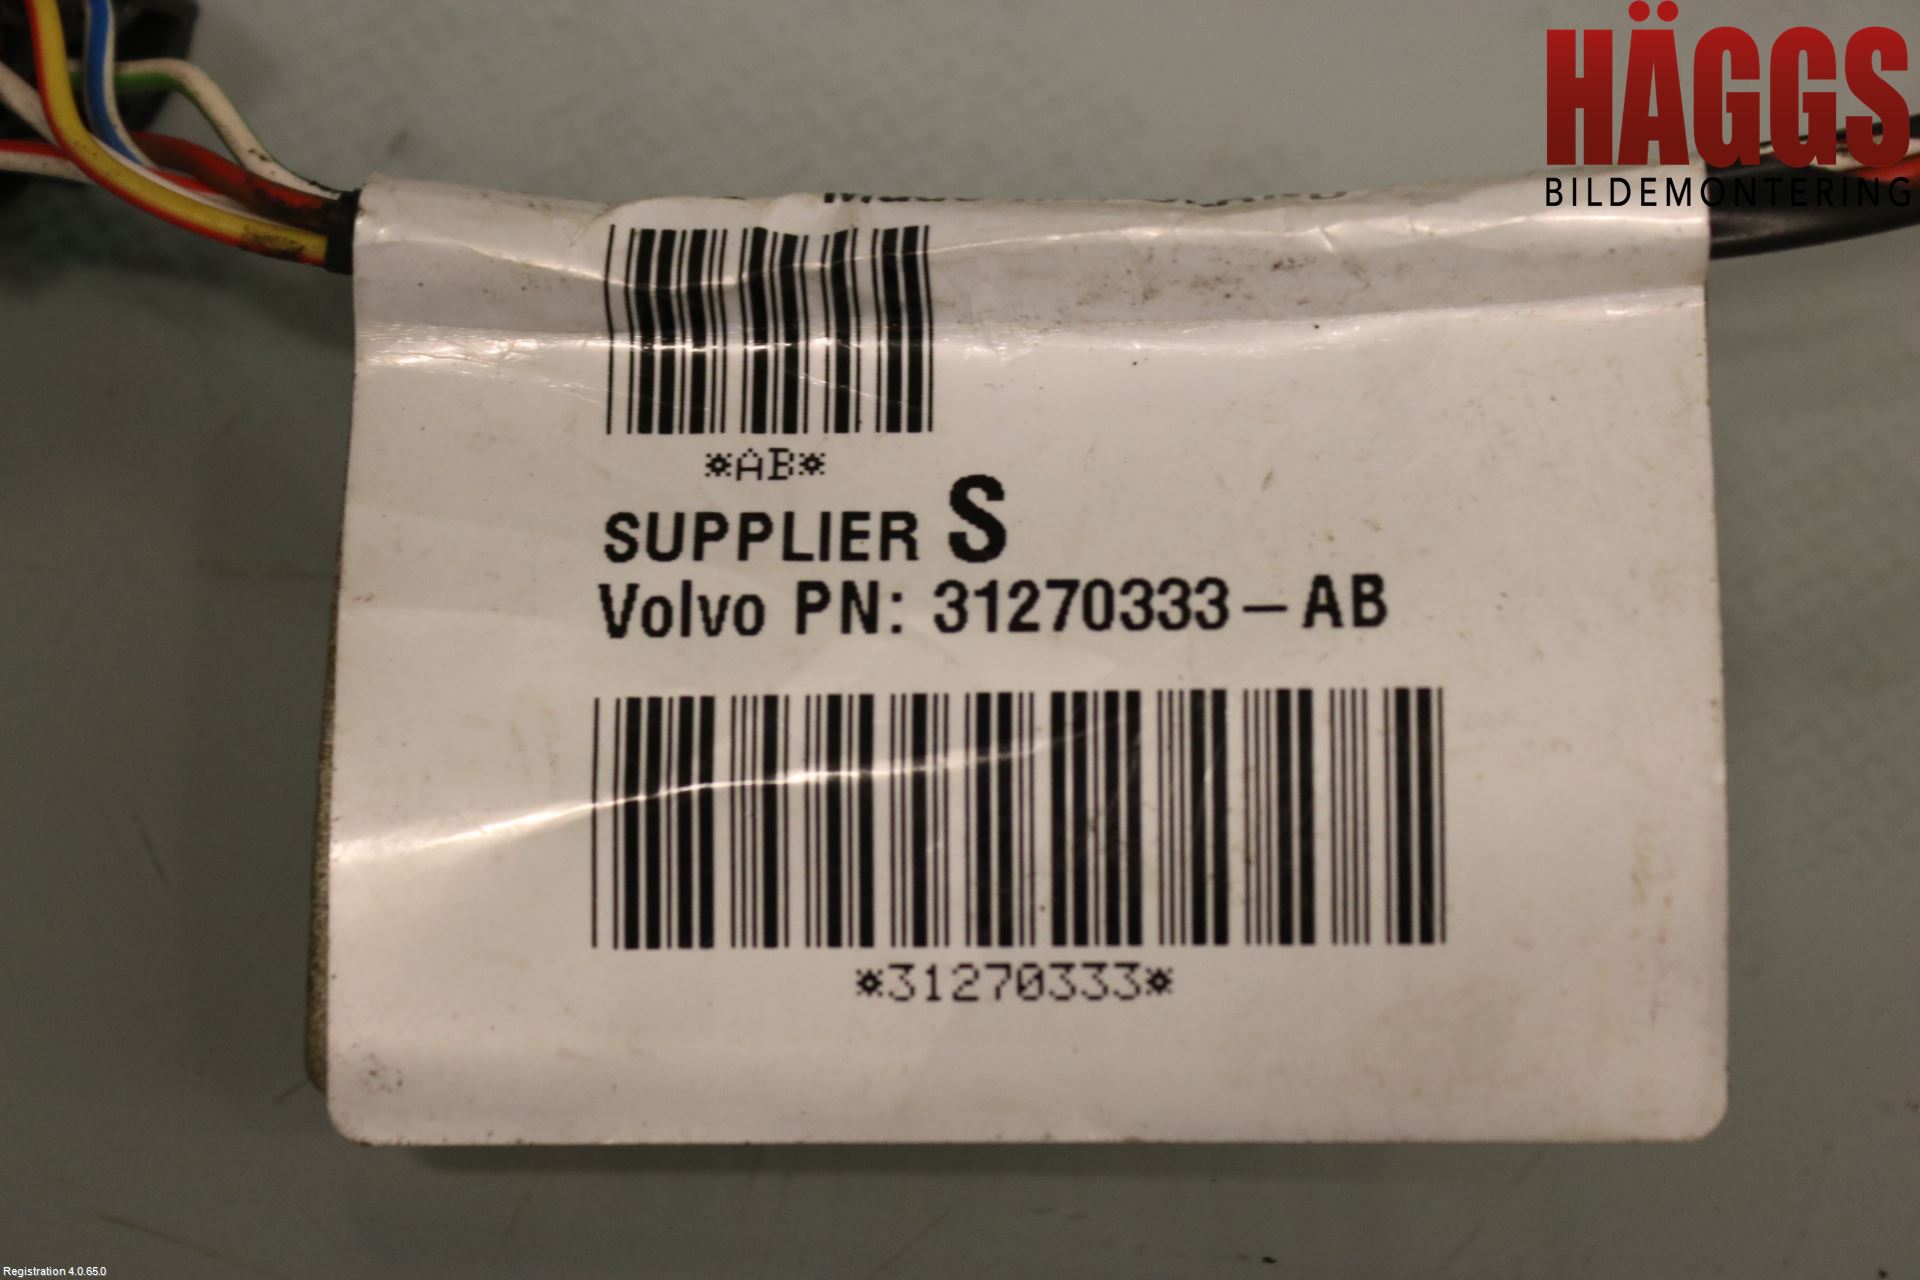 HÄGGS
BILDEMONTERING
*AB*
SUPPLIER S
Volvo PN: 31270333-AB
*31270333*
Registration 4.0.65.0